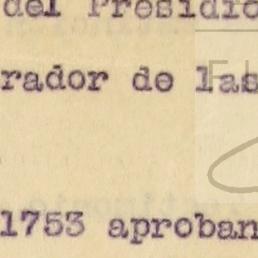 del Presidio
rador de las
1753 aproban